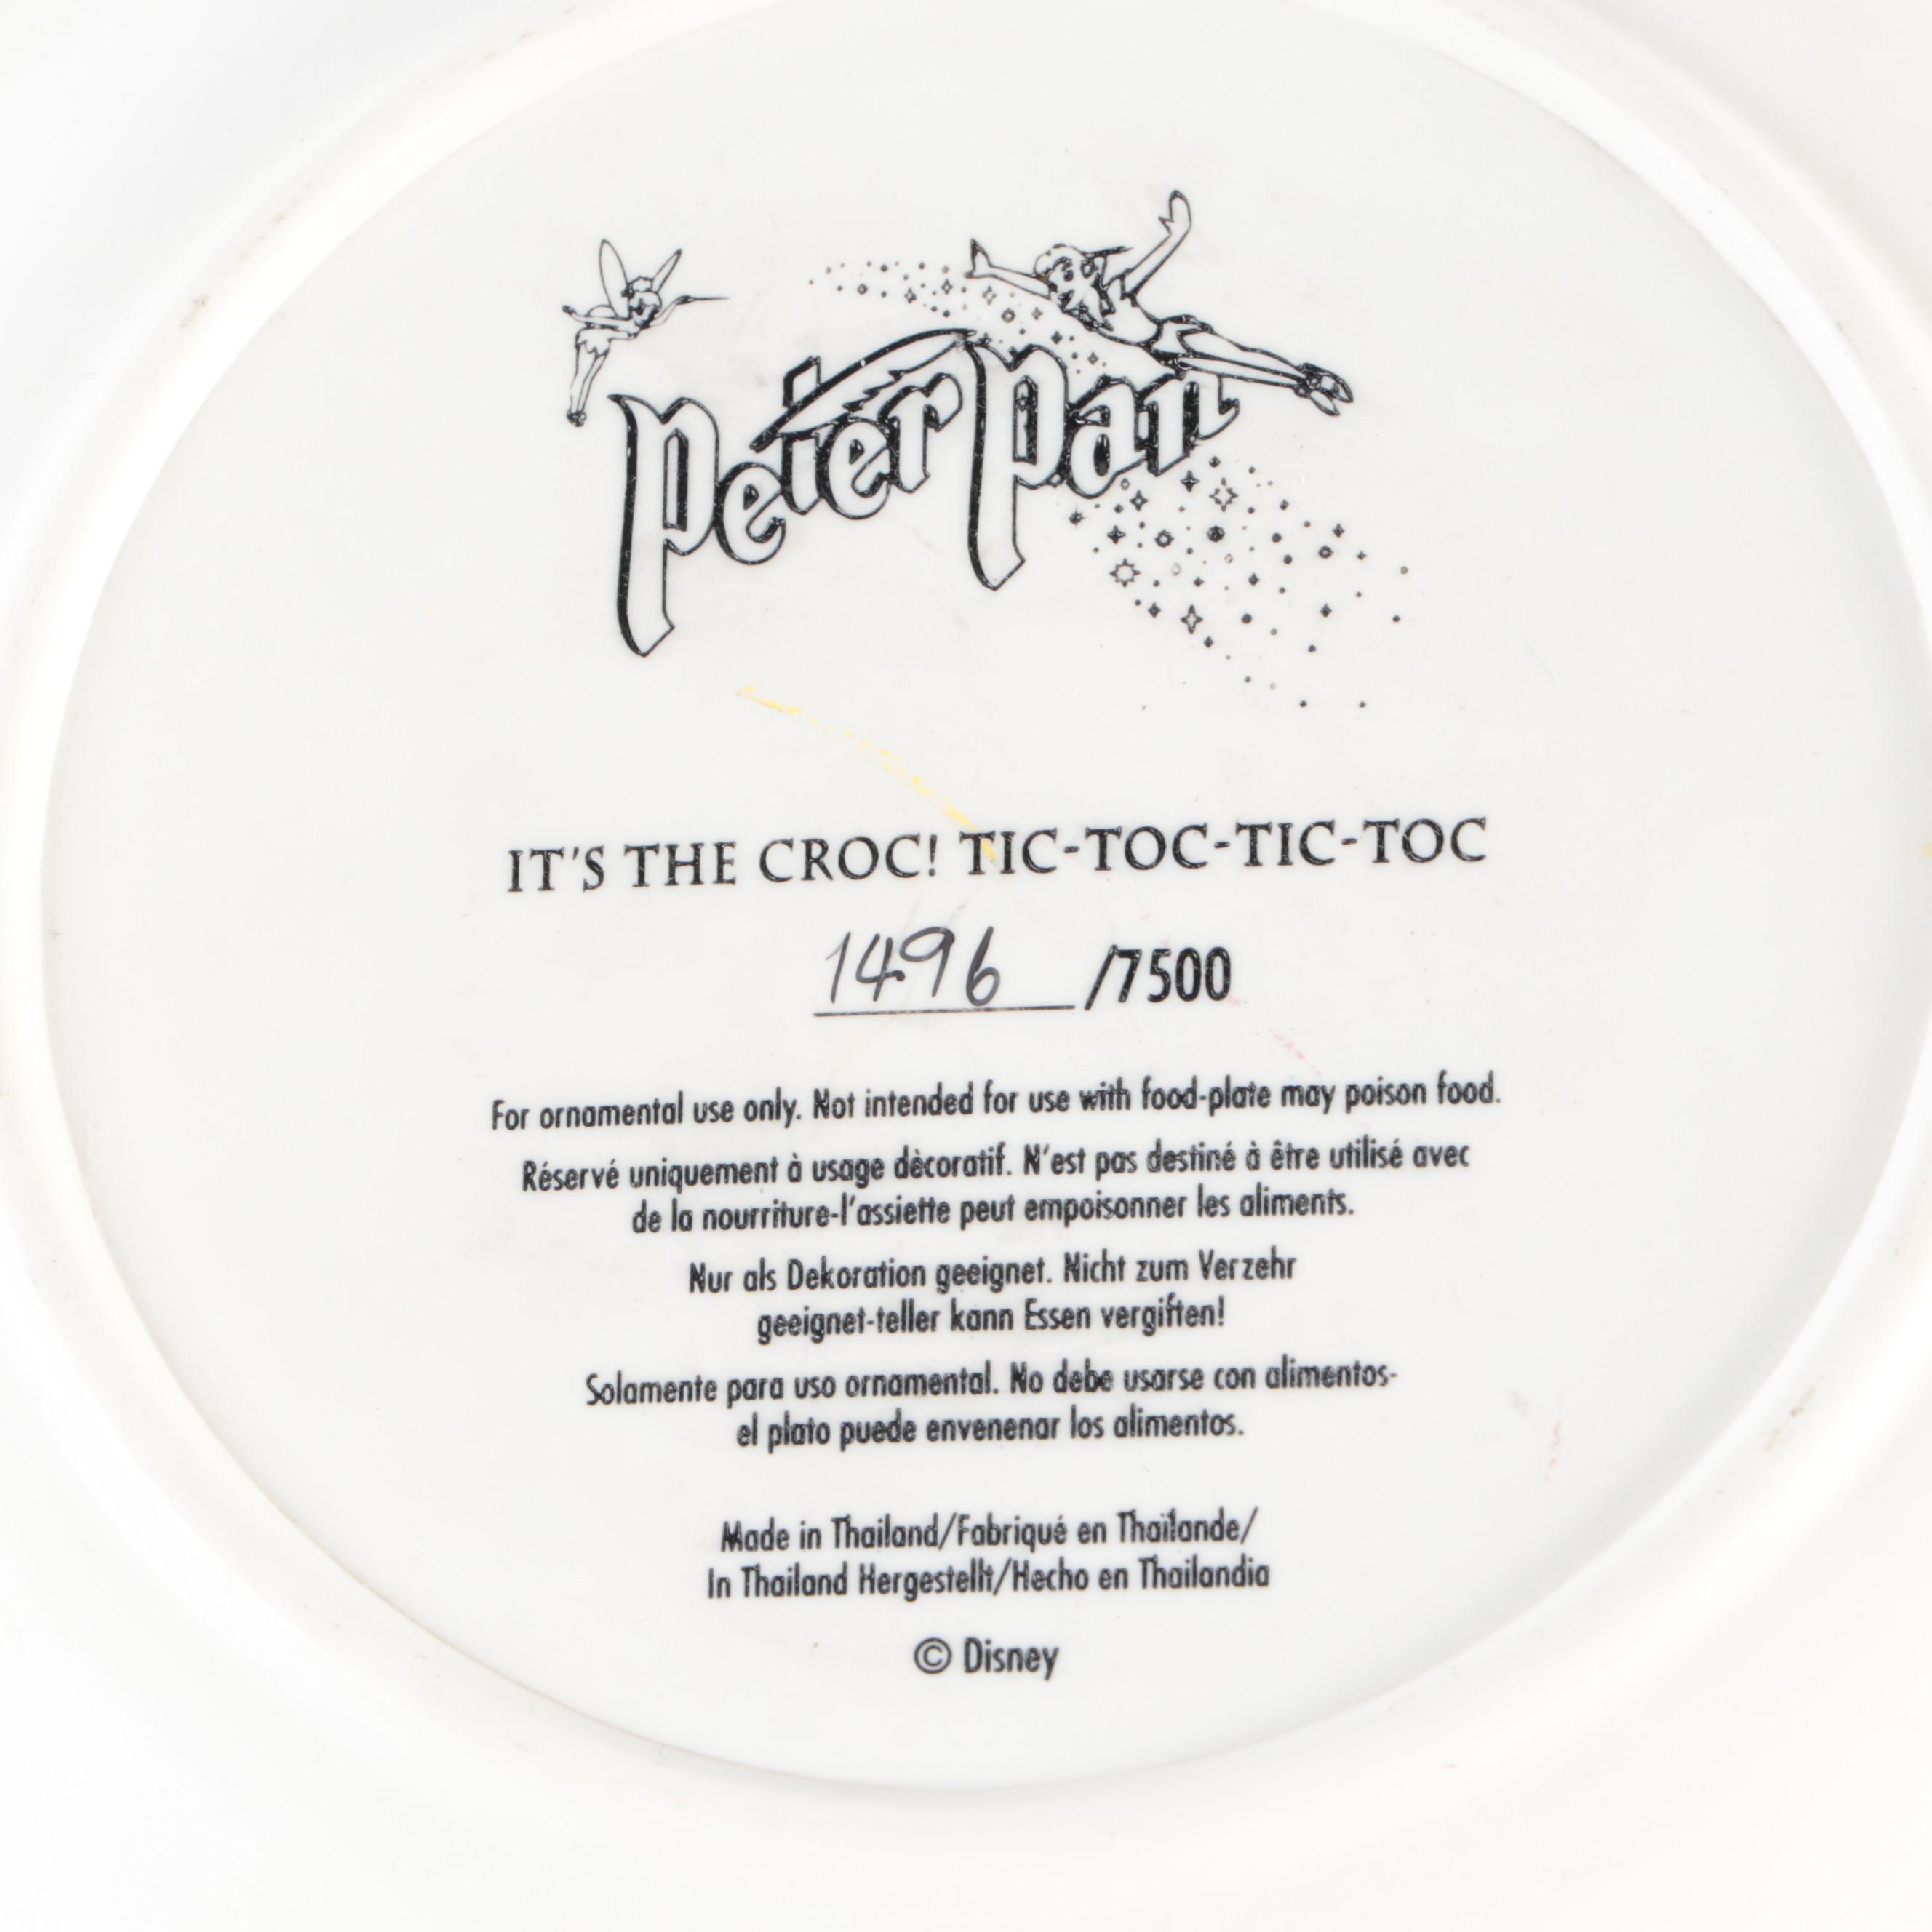 Peter Pan
IT'S THE CROC! TIC-TOC-TIC-TOC
1496 /7500
For ornamental use only. Not intended for use with food-plate may poison food.
Réservé uniquement à usage dècoratif. N'est pas destiné à être utilisé avec
de la nourriture-l'assiette peut empoisonner les aliments.
Nur als Dekoration geeignet. Nicht zum Verzehr
geeignet-teller kann Essen vergiften!
Solamente para uso ornamental. No debe usarse con alimentos-
el plato puede envenenar los alimentos.
Made in Thailand/Fabriqué en Thaïlande/
In Thailand Hergestellt/Hecho en Thailandia
© Disney